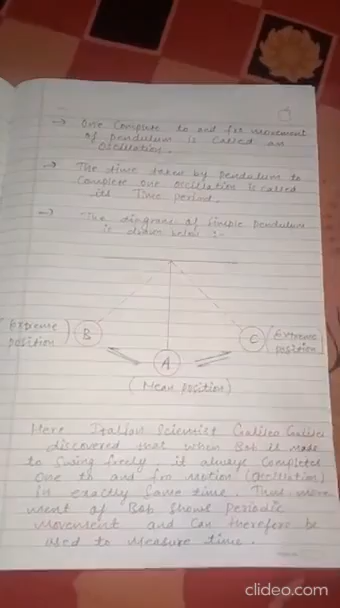 → One Complete to and fro movement
of pendulum is called an
Oscillation.
→ The time taken by pendulum to
Complete one oscillation is called
its Time period.
→ The diagram of Simple pendulum
is drawn below :-
(Extreme
position)
B
A
C
(Extreme
position)
(Mean position)
Here Italian Scientist Galileo Galilei
discovered that when Bob is made
to Swing freely it always Completes
One to and fro motion (Oscillation)
in exactly Same time. Thus move
ment of Bob shows periodic
movement and Can therefore be
used to measure time.
clideo.com